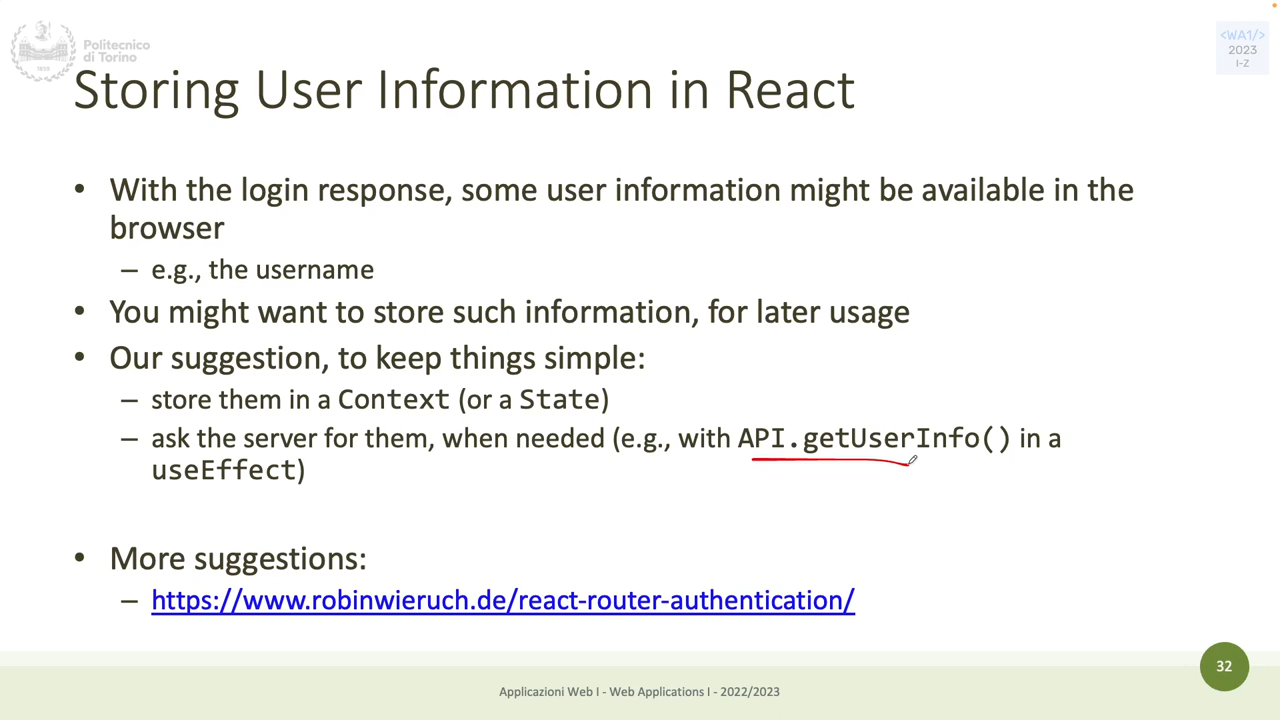 Politecnico
di Torino
1859
<WA1/>
2023
I-Z
Storing User Information in React
• With the login response, some user information might be available in the
browser
– e.g., the username
• You might want to store such information, for later usage
• Our suggestion, to keep things simple:
– store them in a Context (or a State)
– ask the server for them, when needed (e.g., with API.getUserInfo() in a
useEffect)
• More suggestions:
– https://www.robinwieruch.de/react-router-authentication/
32
Applicazioni Web I - Web Applications I - 2022/2023